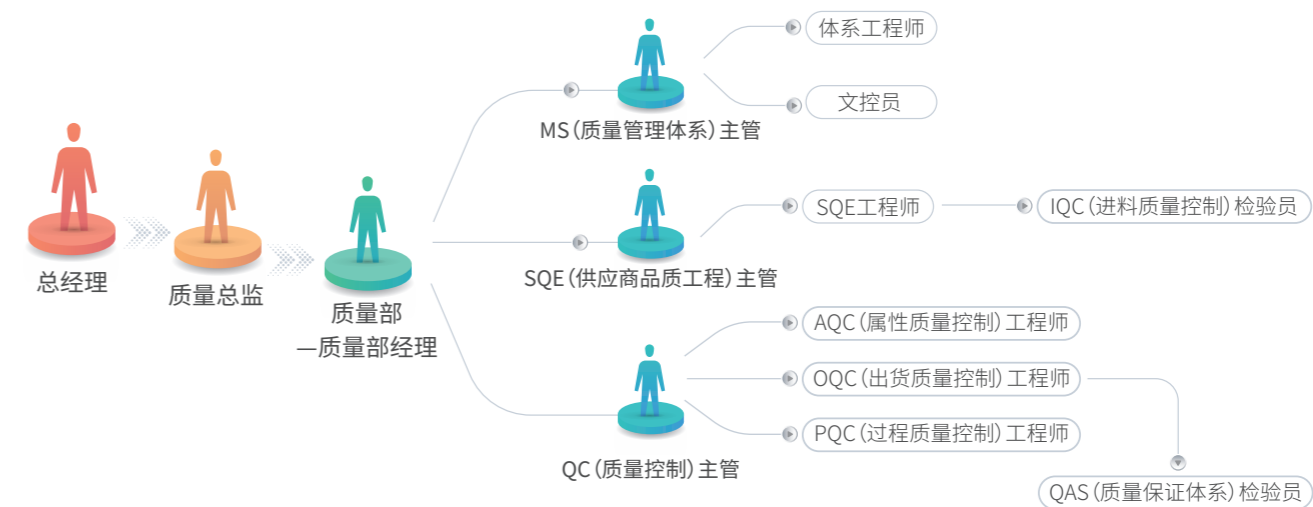 总经理
质量总监
质量部
—质量部经理
MS（质量管理体系）主管
体系工程师
文控员
SQE（供应商品质工程）主管
SQE工程师
IQC（进料质量控制）检验员
QC（质量控制）主管
AQC（属性质量控制）工程师
OQC（出货质量控制）工程师
PQC（过程质量控制）工程师
QAS（质量保证体系）检验员